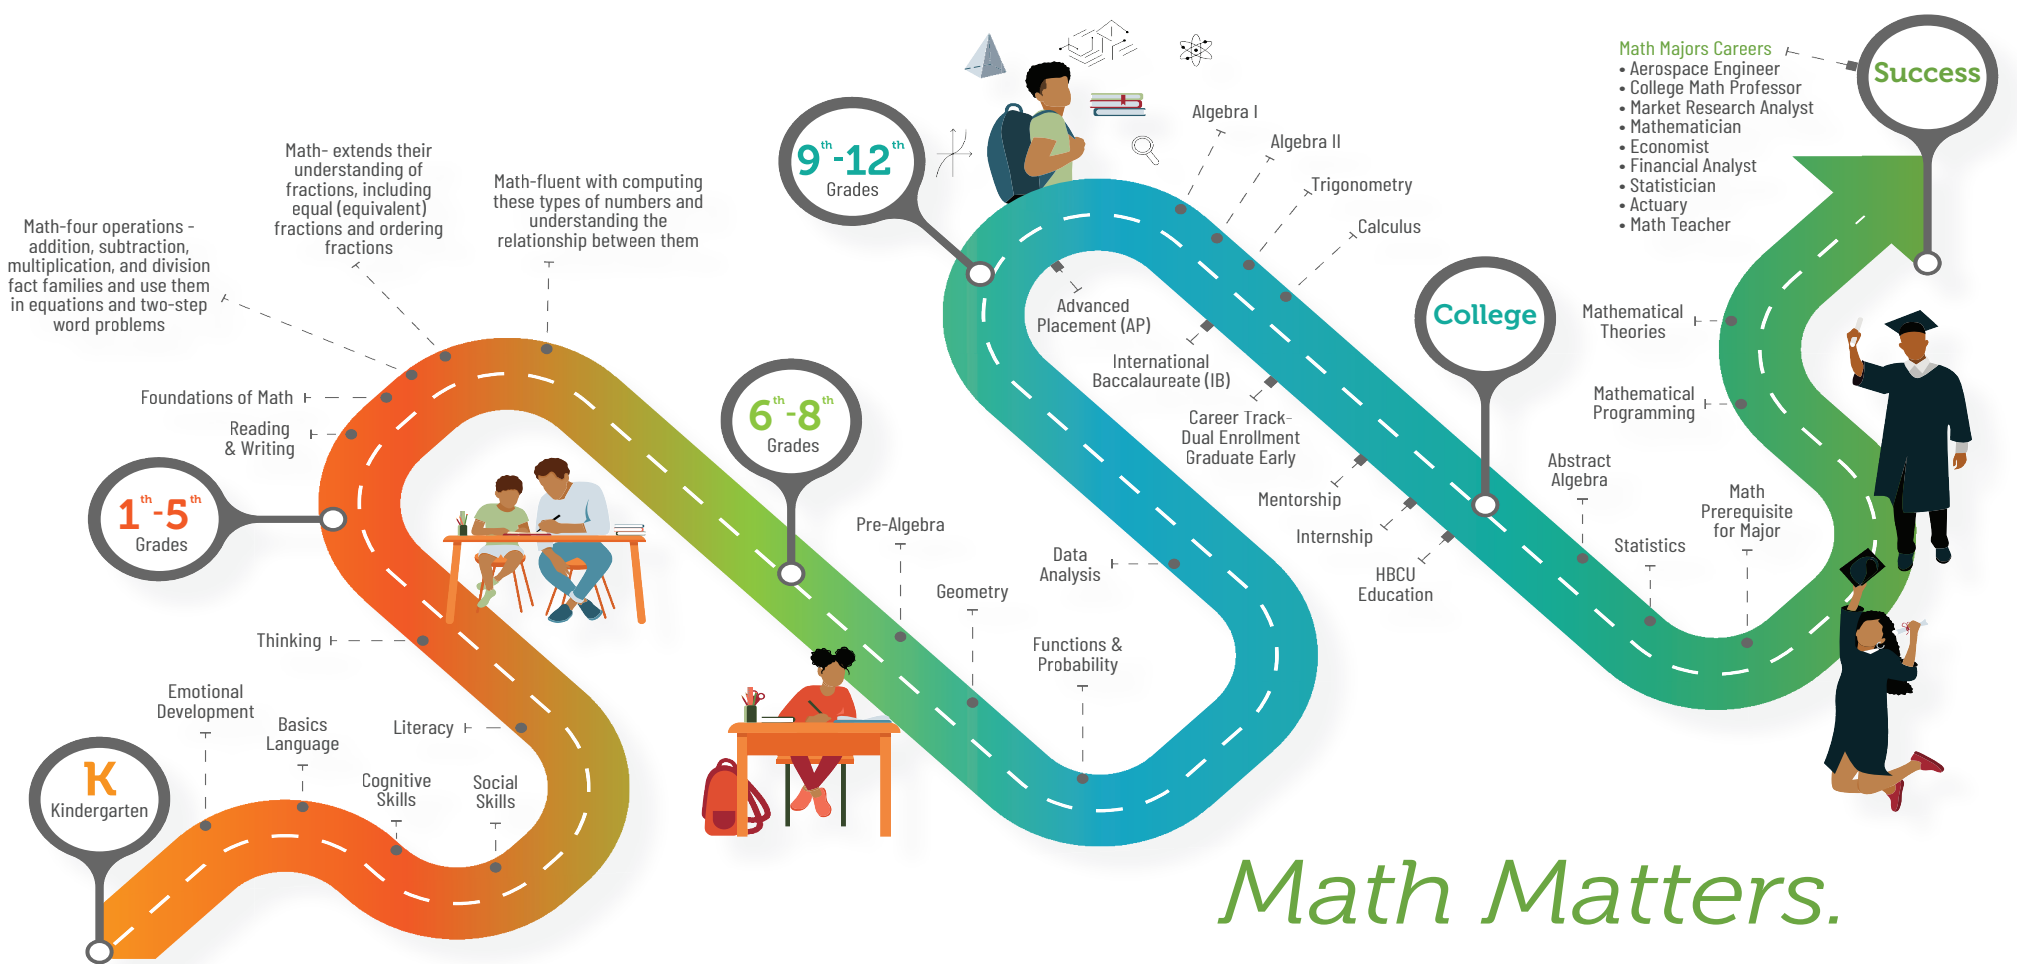 K
Kindergarten
Emotional
Development
Basics
Language
Cognitive
Skills
Social
Skills
Literacy
Thinking
1th-5th
Grades
Reading
& Writing
Foundations of Math
Math-four operations -
addition, subtraction,
multiplication, and division
fact families and use them
in equations and two-step
word problems
Math- extends their
understanding of
fractions, including
equal (equivalent)
fractions and ordering
fractions
Math-fluent with computing
these types of numbers and
understanding the
relationship between them
6th-8th
Grades
Pre-Algebra
Geometry
Functions &
Probability
Data
Analysis
9th-12th
Grades
Advanced
Placement (AP)
Algebra I
Algebra II
Trigonometry
Calculus
International
Baccalaureate (IB)
Career Track-
Dual Enrollment
Graduate Early
Mentorship
Internship
HBCU
Education
College
Abstract
Algebra
Statistics
Math
Prerequisite
for Major
Mathematical
Programming
Mathematical
Theories
Success
Math Majors Careers
• Aerospace Engineer
• College Math Professor
• Market Research Analyst
• Mathematician
• Economist
• Financial Analyst
• Statistician
• Actuary
• Math Teacher
Math Matters.